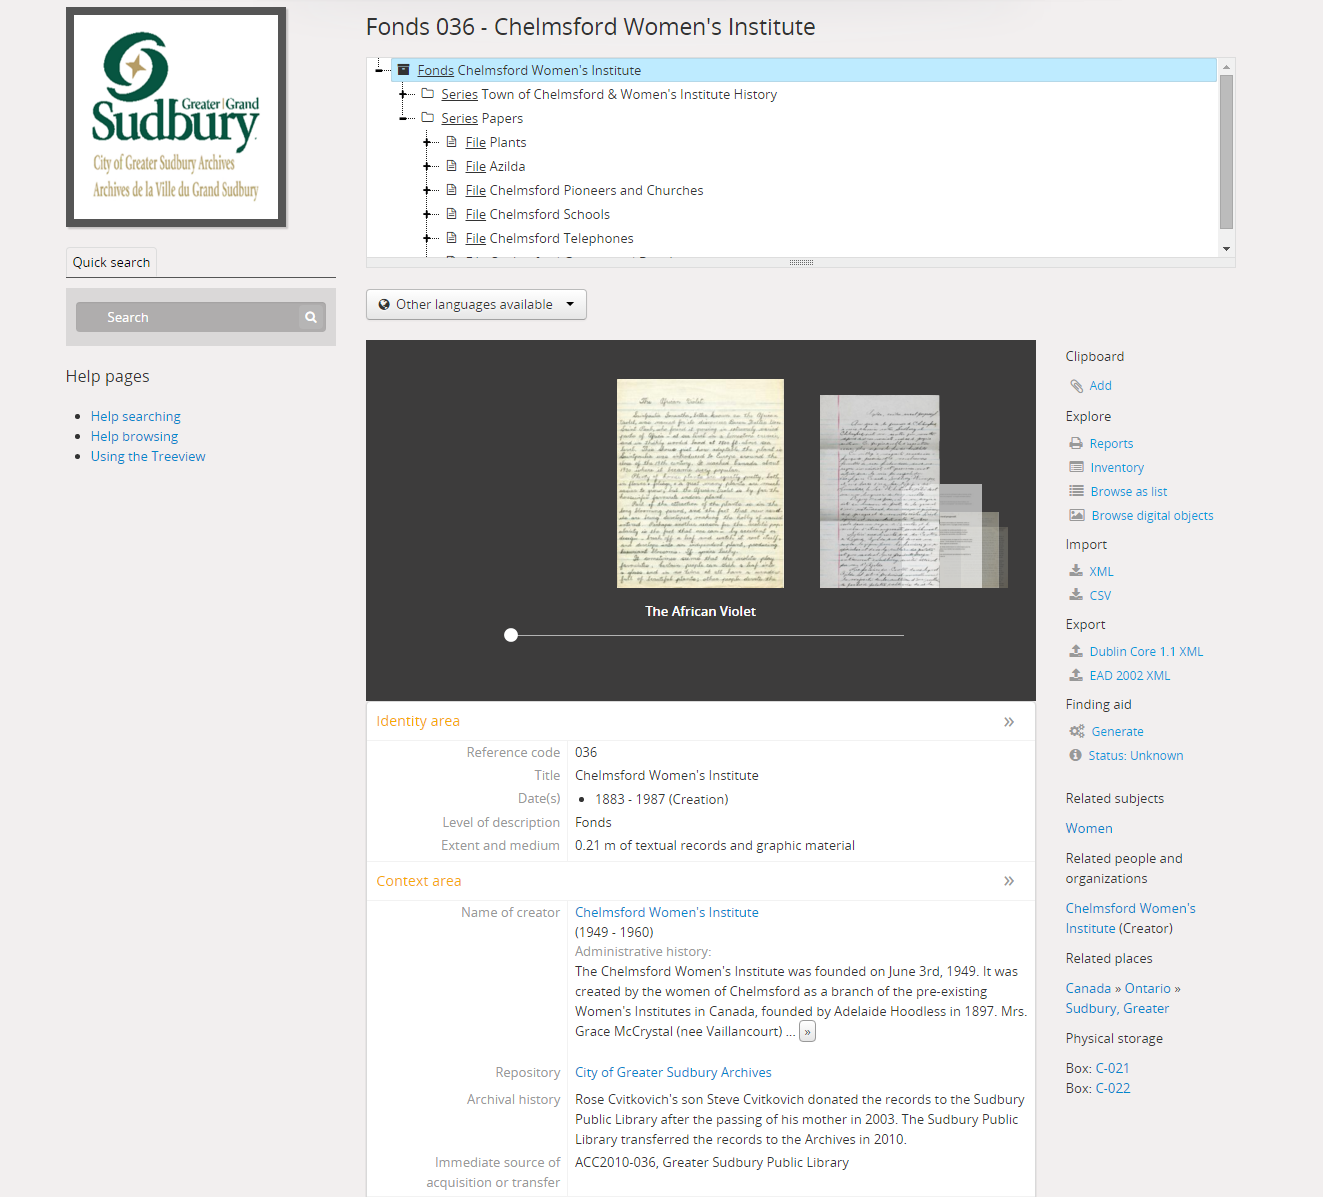 Greater | Grand
Sudbury
City of Greater Sudbury Archives
Archives de la Ville du Grand Sudbury
Quick search
Search
Help pages
Help searching
Help browsing
Using the Treeview
Fonds 036 - Chelmsford Women's Institute
Fonds Chelmsford Women's Institute
Series Town of Chelmsford & Women's Institute History
Series Papers
File Plants
File Azilda
File Chelmsford Pioneers and Churches
File Chelmsford Schools
File Chelmsford Telephones
Other languages available
The African Violet
The African Violet
Identity area
»
Reference code 036
Title Chelmsford Women's Institute
Date(s) 1883 - 1987 (Creation)
Level of description Fonds
Extent and medium 0.21 m of textual records and graphic material
Context area
»
Name of creator Chelmsford Women's Institute
(1949 - 1960)
Administrative history:
The Chelmsford Women's Institute was founded on June 3rd, 1949. It was
created by the women of Chelmsford as a branch of the pre-existing
Women's Institutes in Canada, founded by Adelaide Hoodless in 1897. Mrs.
Grace McCrystal (nee Vaillancourt) ... »
Repository City of Greater Sudbury Archives
Archival history Rose Cvitkovich's son Steve Cvitkovich donated the records to the Sudbury
Public Library after the passing of his mother in 2003. The Sudbury Public
Library transferred the records to the Archives in 2010.
Immediate source of ACC2010-036, Greater Sudbury Public Library
acquisition or transfer
Clipboard
Add
Explore
Reports
Inventory
Browse as list
Browse digital objects
Import
XML
CSV
Export
Dublin Core 1.1 XML
EAD 2002 XML
Finding aid
Generate
Status: Unknown
Related subjects
Women
Related people and
organizations
Chelmsford Women's
Institute (Creator)
Related places
Canada » Ontario »
Sudbury, Greater
Physical storage
Box: C-021
Box: C-022